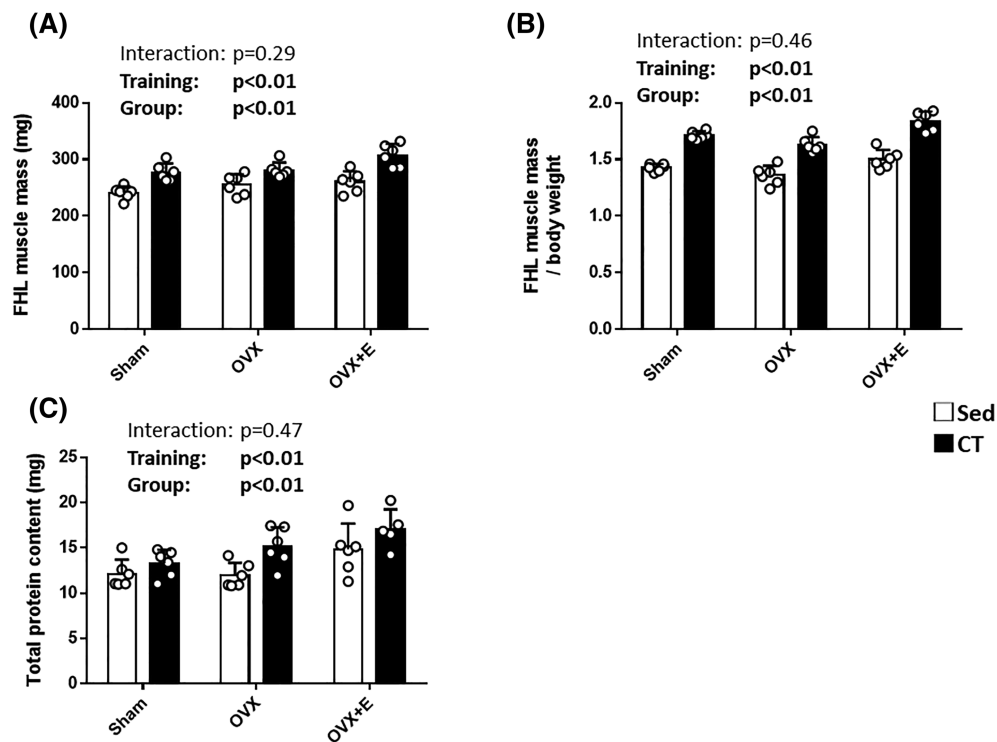 (A)
Interaction: p=0.29
Training: p<0.01
Group: p<0.01
FHL muscle mass (mg)
400
300
200
100
0
Sham
OVX
OVX+E
(B)
Interaction: p=0.46
Training: p<0.01
Group: p<0.01
FHL muscle mass
/ body weight
2.0
1.5
1.0
0.5
0.0
Sham
OVX
OVX+E
(C)
Interaction: p=0.47
Training: p<0.01
Group: p<0.01
Total protein content (mg)
25
20
15
10
5
0
Sham
OVX
OVX+E
Sed
CT